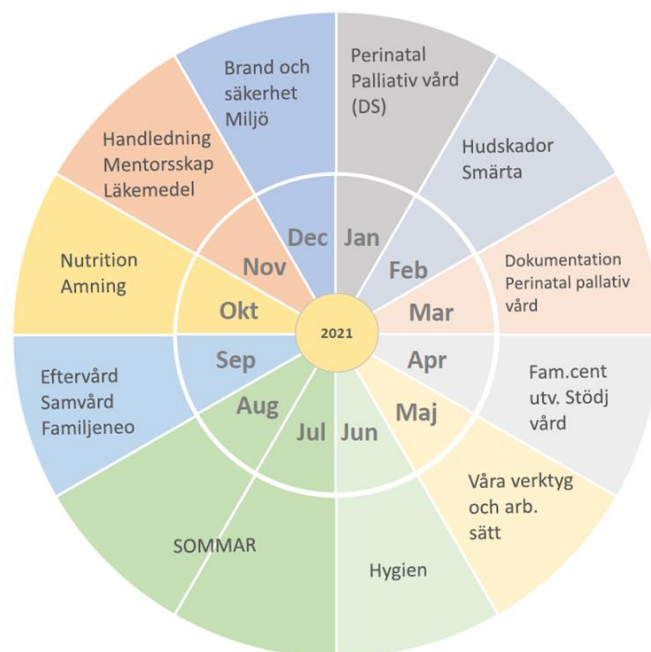 Perinatal
Palliativ vård
(DS)
Jan
Hudskador
Smärta
Feb
Dokumentation
Perinatal pallativ
vård
Mar
Fam.cent
utv. Stödj
vård
Apr
Våra verktyg
och arb.
sätt
Maj
Hygien
Jun
SOMMAR
Jul
Aug
Eftervård
Samvård
Familjeneo
Sep
Nutrition
Amning
Okt
Handledning
Mentorsskap
Läkemedel
Nov
Brand och
säkerhet
Miljö
Dec
2021